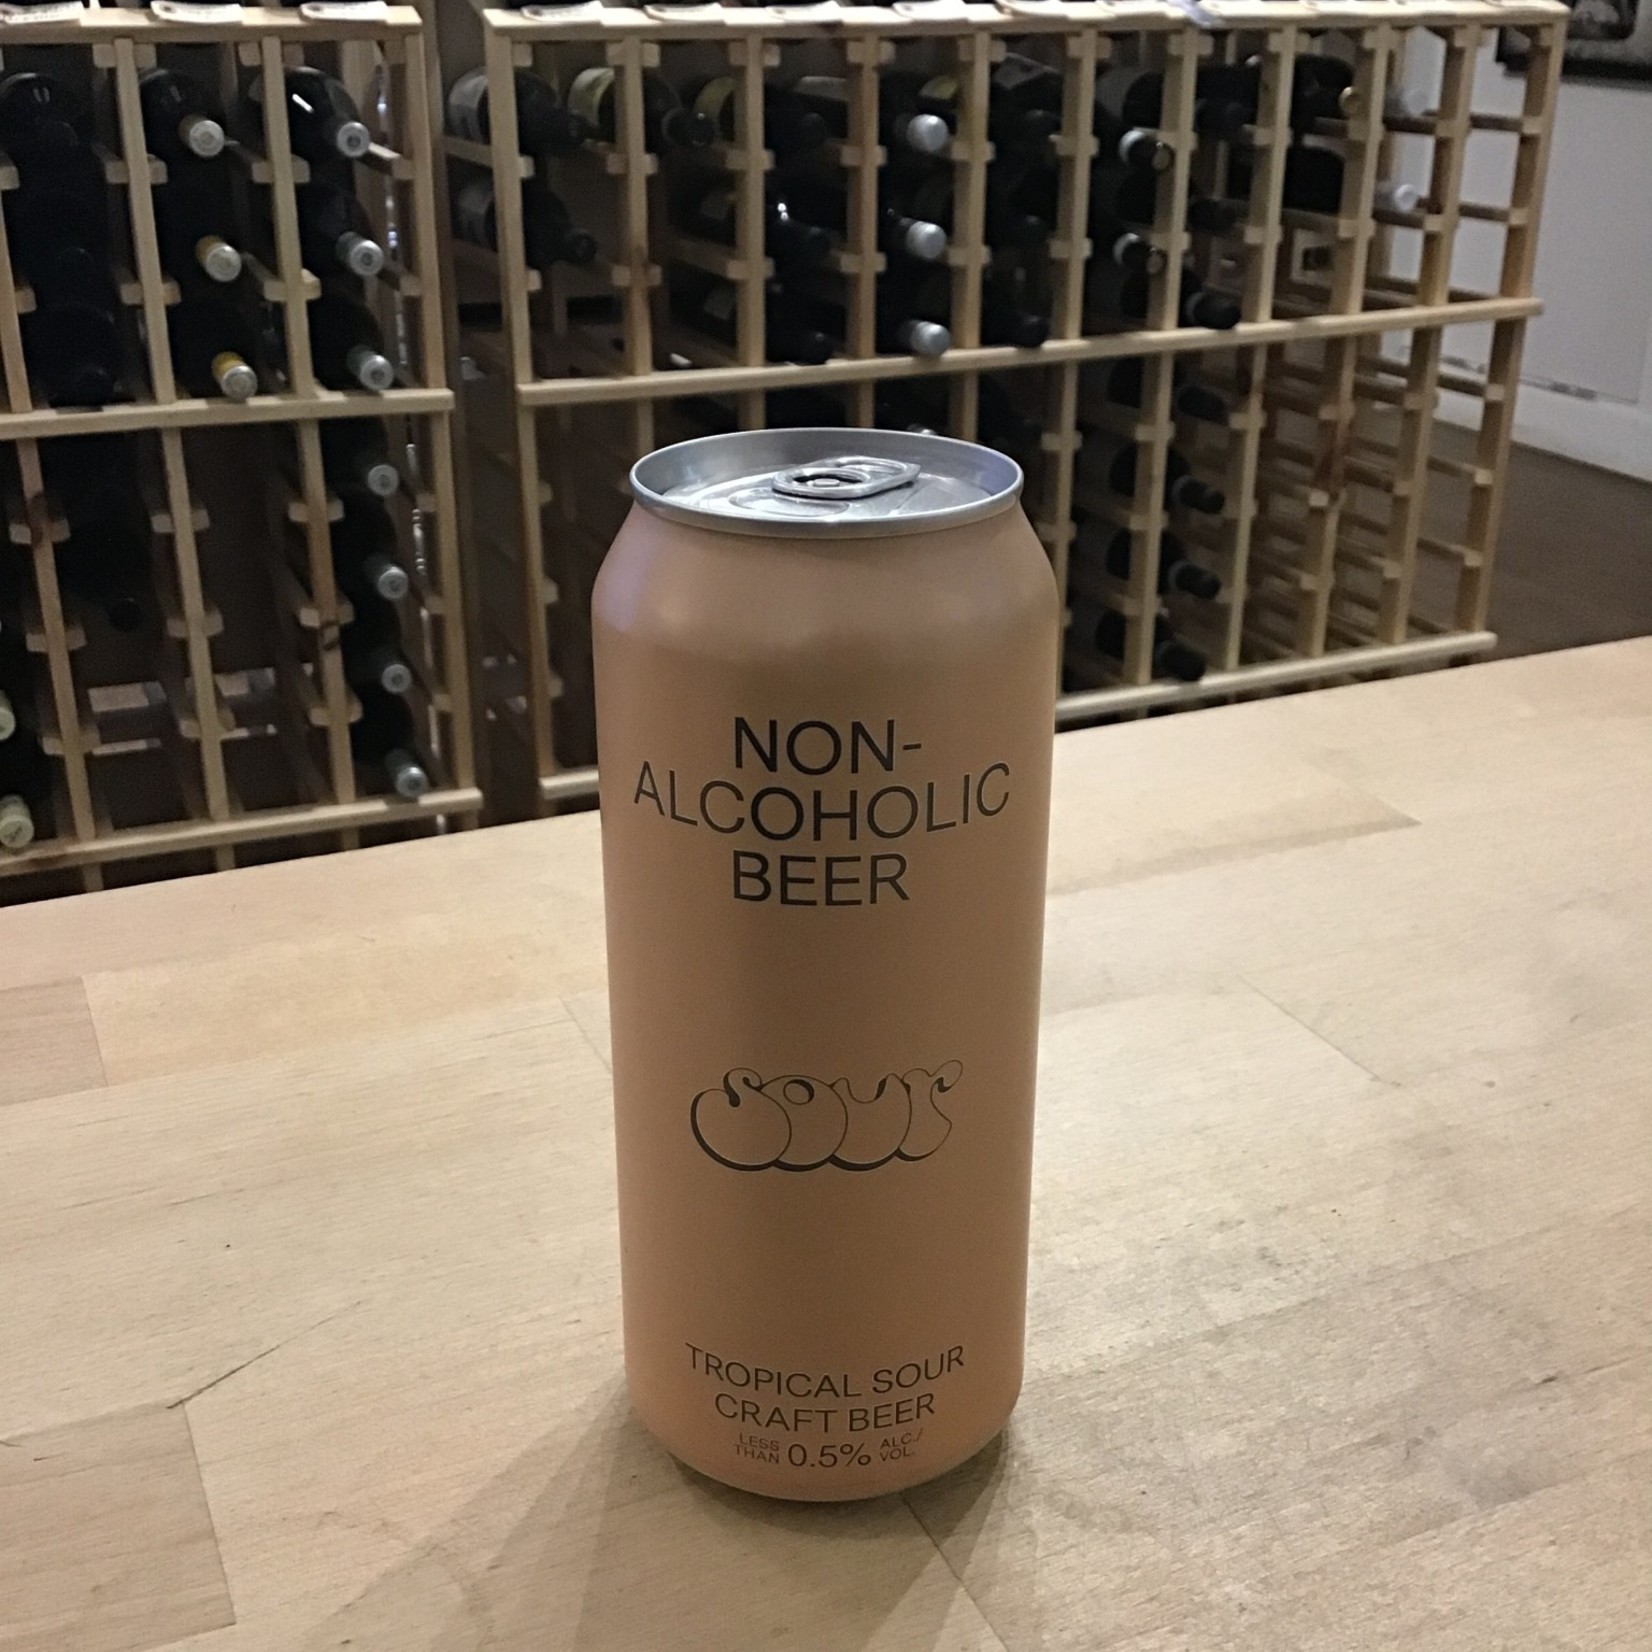 NON-
ALCOHOLIC
BEER
sour
TROPICAL SOUR
CRAFT BEER
LESS THAN 0.5% ALC./VOL.